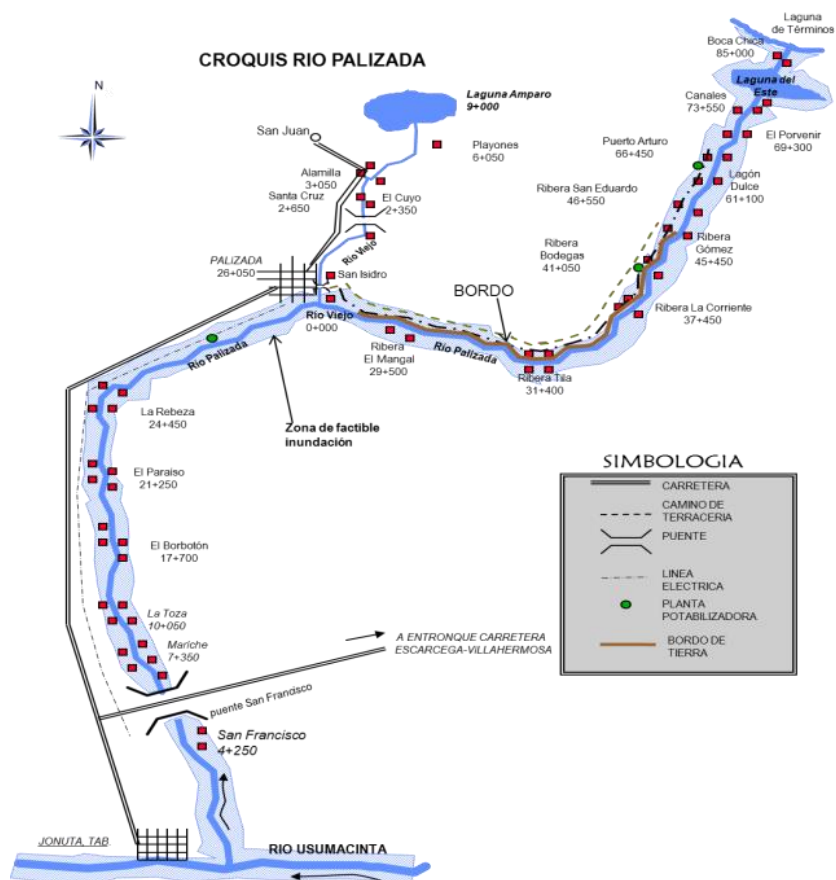 CROQUIS RIO PALIZADA
Laguna
de Términos
Boca Chica
85+000
Laguna del
Este
Canales
73+550
El Porvenir
69+300
Puerto Arturo
66+450
Lagón
Dulce
61+100
Ribera San Eduardo
46+550
Ribera
Gómez
45+450
Ribera
Bodegas
41+050
Ribera La Corriente
37+450
N
Laguna Amparo
9+000
San Juan
Playones
6+050
Alamilla
3+050
Santa Cruz
2+650
El Cuyo
2+350
Río Viejo
PALIZADA
26+050
San Isidro
Río Viejo
0+000
BORDO
Río Palizada
Ribera
El Mangal
29+500
Río Palizada
Ribera Tila
31+400
La Rebeza
24+450
Zona de factible
inundación
El Paraiso
21+250
El Borbotón
17+700
La Toza
10+050
Mariche
7+350
A ENTRONQUE CARRETERA
ESCARCEGA-VILLAHERMOSA
puente San Francisco
San Francisco
4+250
JONUTA, TAB.
RIO USUMACINTA
SIMBOLOGIA
CARRETERA
CAMINO DE
TERRACERIA
PUENTE
LINEA
ELECTRICA
PLANTA
POTABILIZADORA
BORDO DE
TIERRA